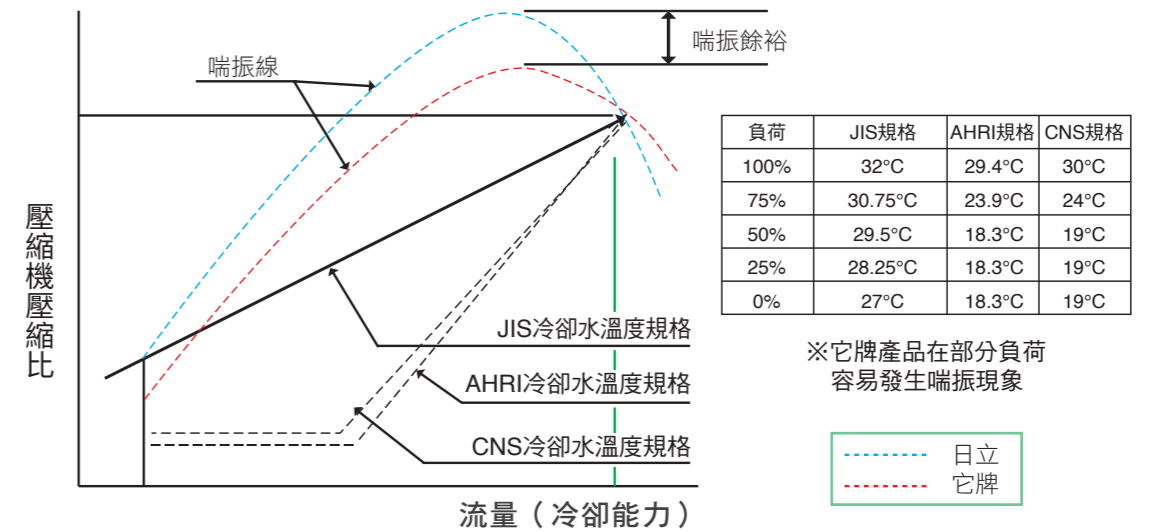 喘振餘裕
喘振線
壓縮機壓縮比
JIS冷卻水溫度規格
AHRI冷卻水溫度規格
CNS冷卻水溫度規格
流量（冷卻能力）
負荷 JIS規格 AHRI規格 CNS規格
100% 32°C 29.4°C 30°C
75% 30.75°C 23.9°C 24°C
50% 29.5°C 18.3°C 19°C
25% 28.25°C 18.3°C 19°C
0% 27°C 18.3°C 19°C
※它牌產品在部分負荷
容易發生喘振現象
日立
它牌